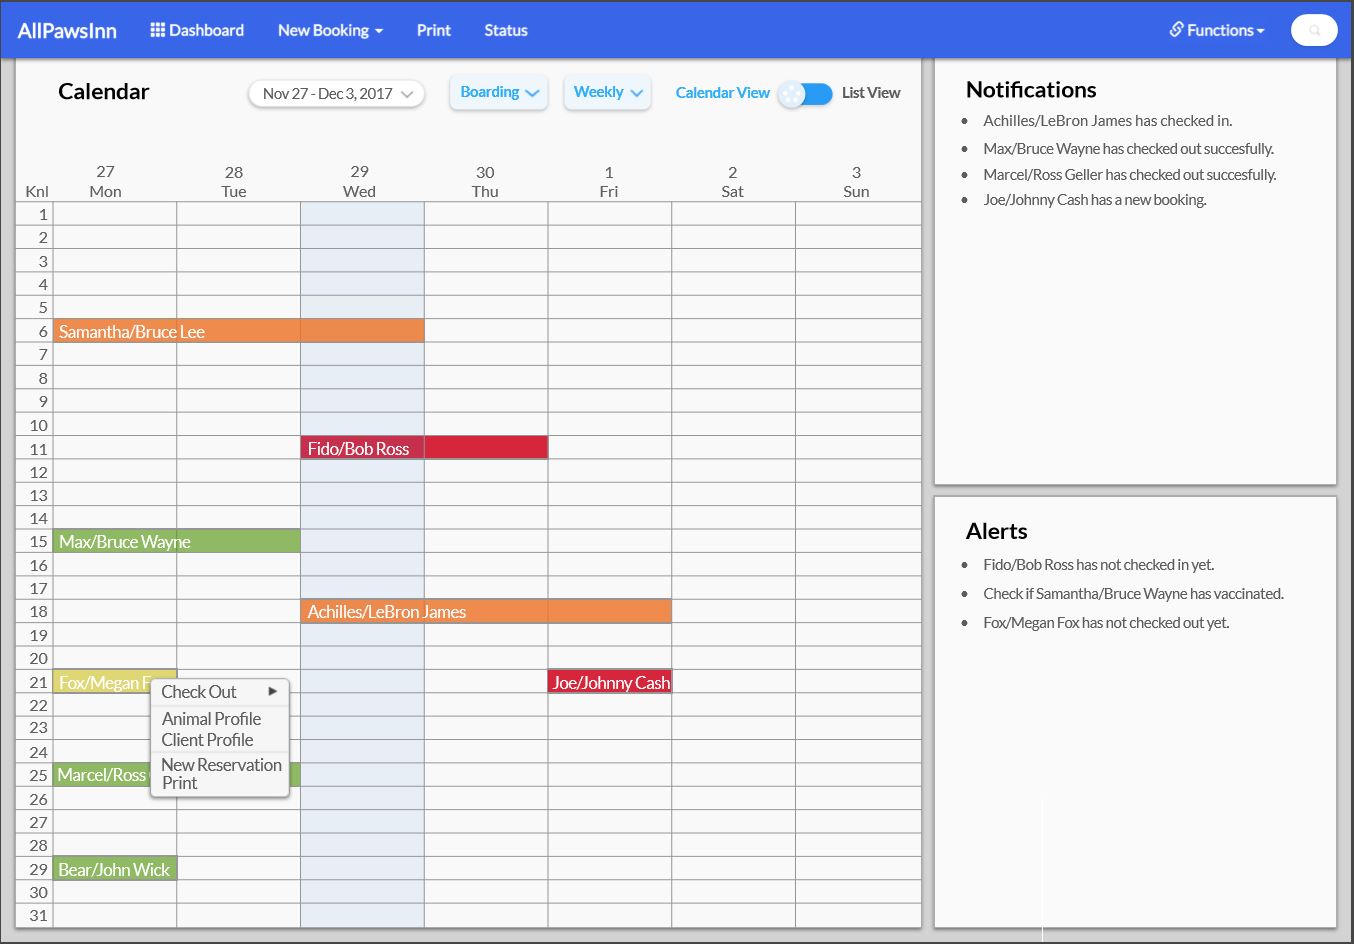 AllPawsInn Dashboard New Booking Print Status Functions
Calendar Nov 27 - Dec 3, 2017 Boarding Weekly Calendar View List View
27 28 29 30 1 2 3
Knl Mon Tue Wed Thu Fri Sat Sun
1
2
3
4
5
6 Samantha/Bruce Lee
7
8
9
10
11 Fido/Bob Ross
12
13
14
15 Max/Bruce Wayne
16
17
18 Achilles/LeBron James
19
20
21 Fox/Megan Joe/Johnny Cash
Check Out
22
Animal Profile
23
Client Profile
24
New Reservation
25 Marcel/Ross
Print
26
27
28
29 Bear/John Wick
30
31
Notifications
Achilles/LeBron James has checked in.
Max/Bruce Wayne has checked out succesfully.
Marcel/Ross Geller has checked out succesfully.
Joe/Johnny Cash has a new booking.
Alerts
Fido/Bob Ross has not checked in yet.
Check if Samantha/Bruce Wayne has vaccinated.
Fox/Megan Fox has not checked out yet.